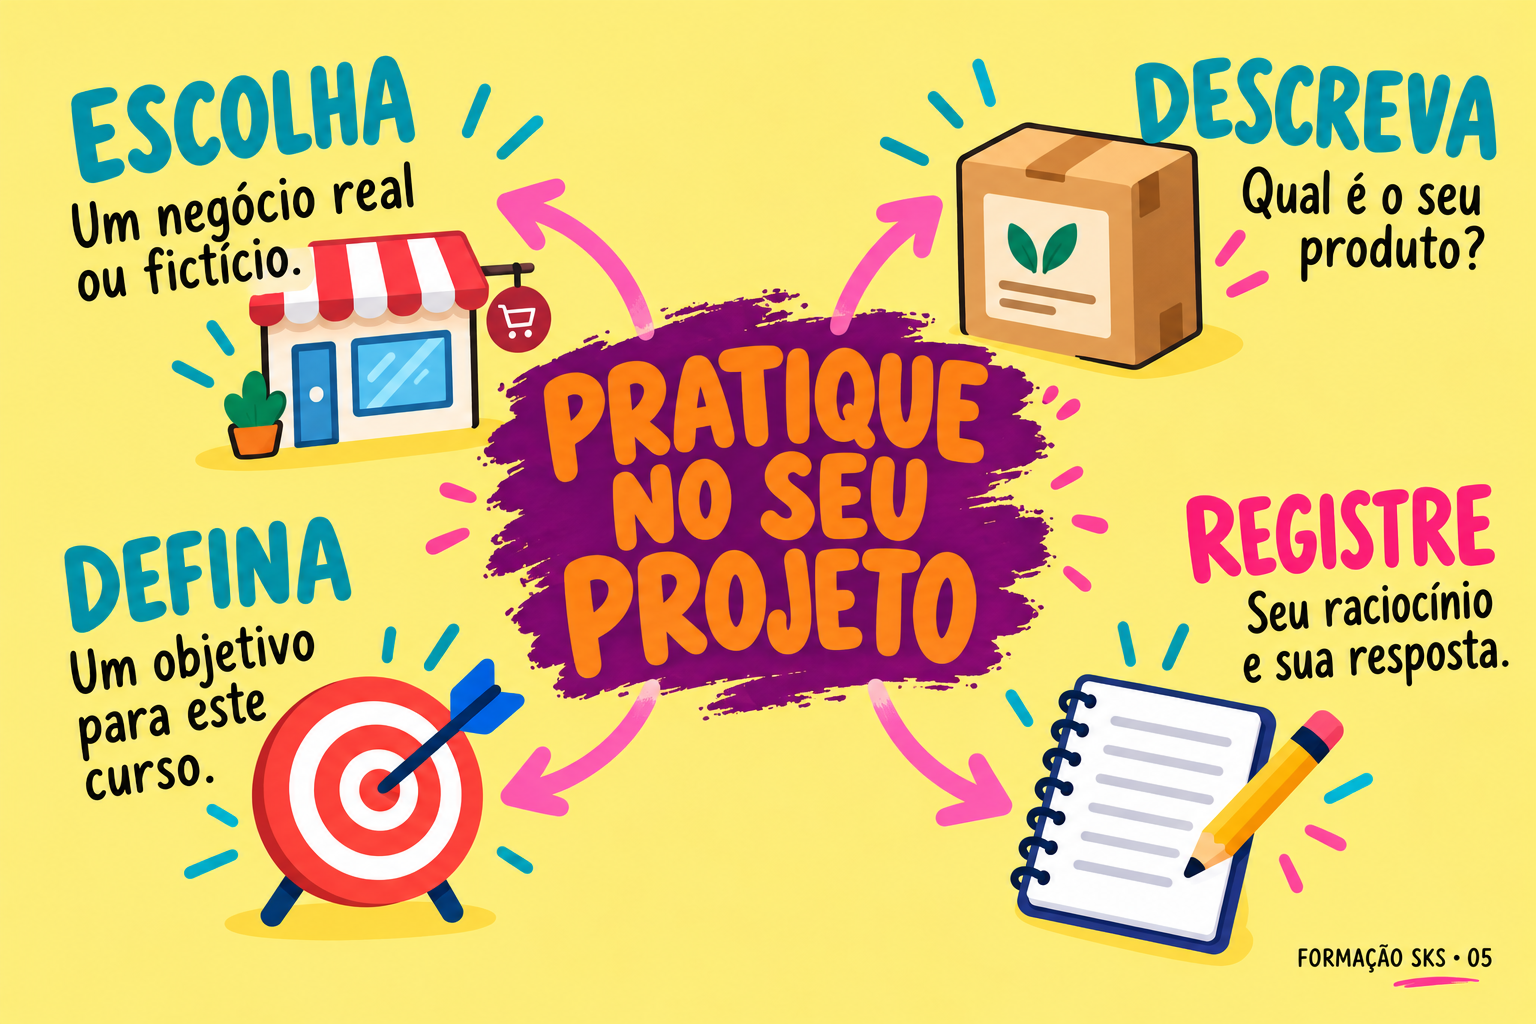 ESCOLHA
Um negócio real
ou fictício.
DESCREVA
Qual é o seu
produto?
PRATIQUE
NO SEU
PROJETO
DEFINA
Um objetivo
para este
curso.
REGISTRE
Seu raciocínio
e sua resposta.
FORMAÇÃO SKS • 05